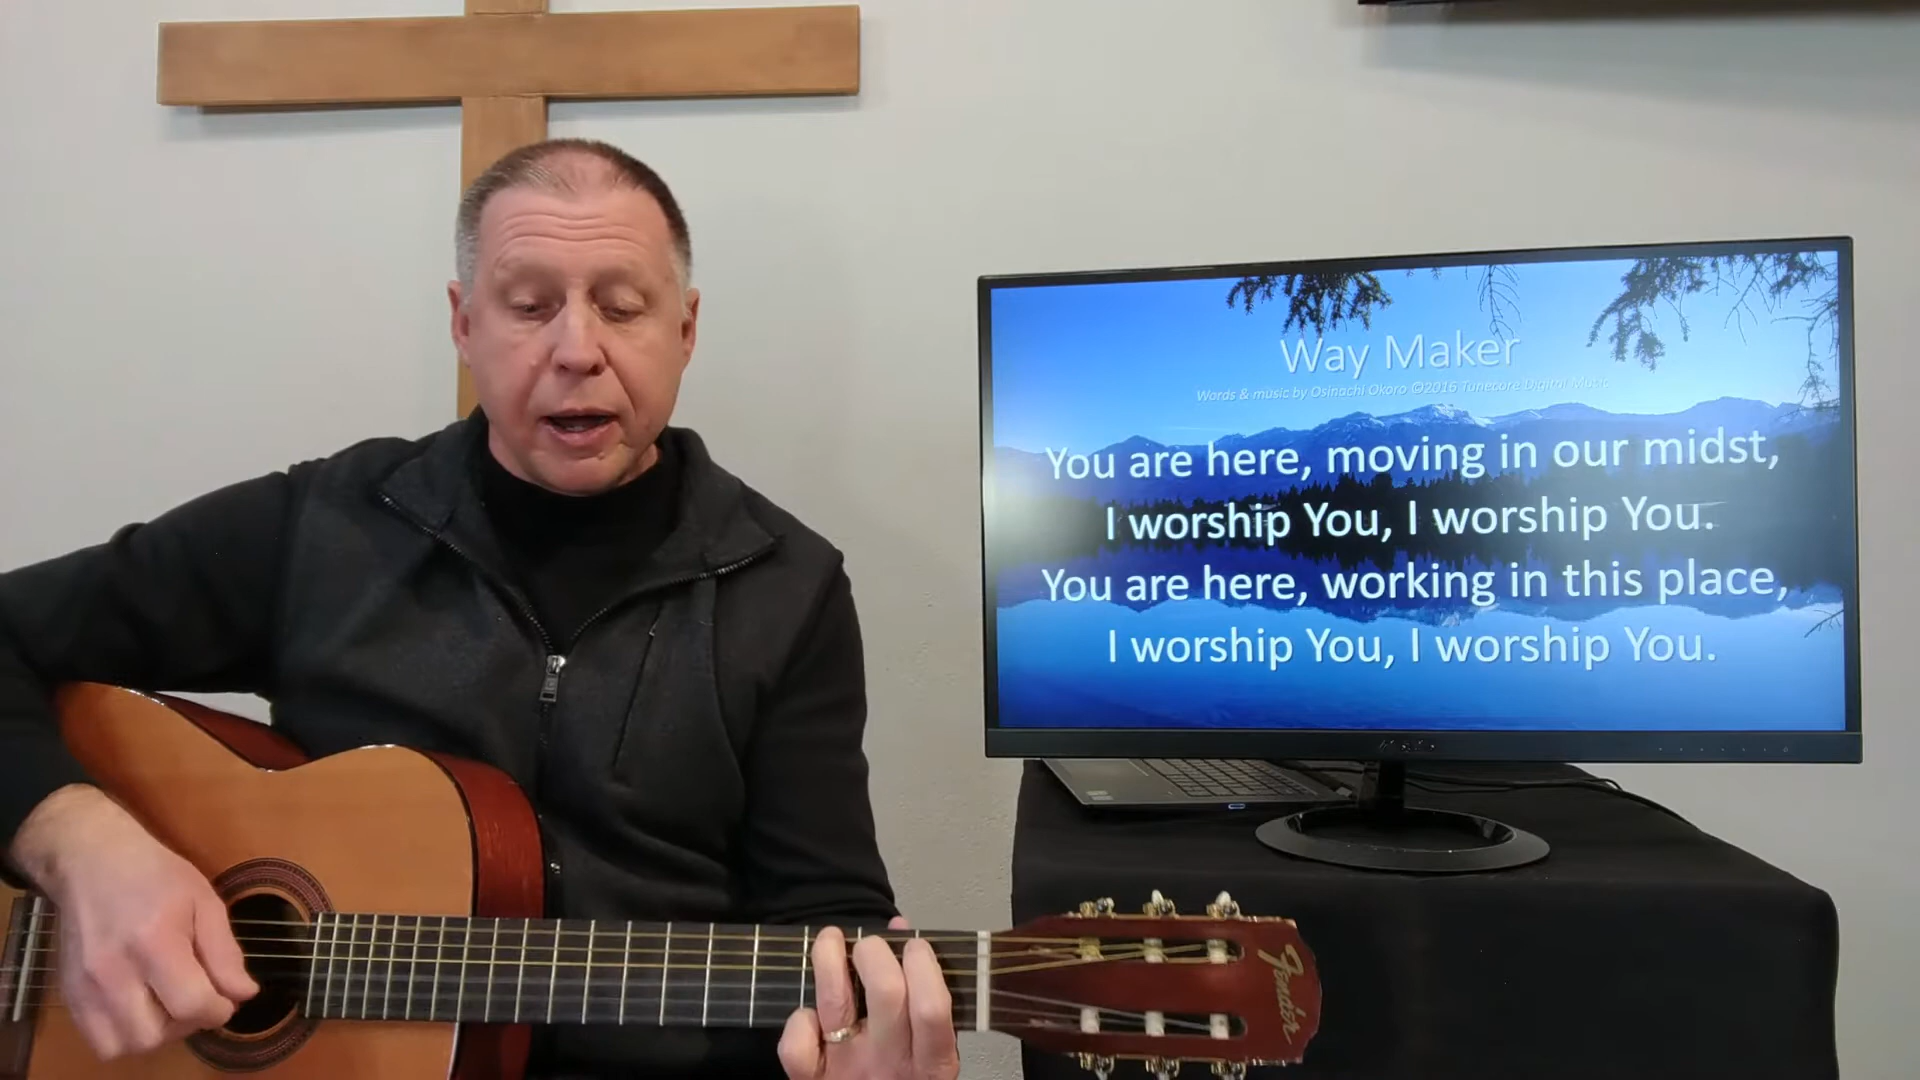 Way Maker
Words & music by Osinachi Okoro ©2016 Tunecore Digital Music
You are here, moving in our midst,
I worship You, I worship You.
You are here, working in this place,
I worship You, I worship You.
Fender